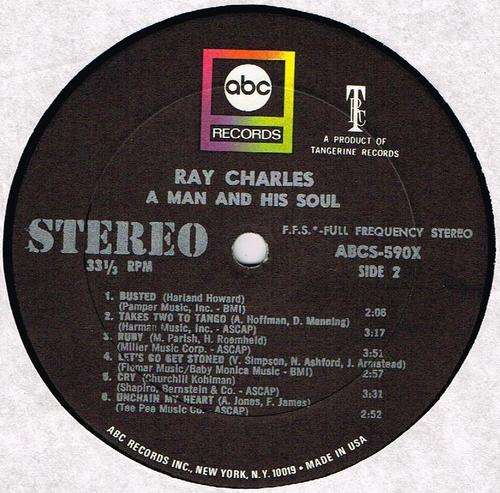 abc
RECORDS
TRC
A PRODUCT OF
TANGERINE RECORDS
RAY CHARLES
A MAN AND HIS SOUL
STEREO
33⅓ RPM
F.F.S.*-FULL FREQUENCY STEREO
ABCS-590X
SIDE 2
1. BUSTED (Harland Howard)
(Pamper Music, Inc. - BMI) 2:06
2. TAKES TWO TO TANGO (A. Hoffman, D. Manning)
(Harman Music, Inc. - ASCAP) 3:17
3. RUBY (M. Parish, H. Roemheld)
(Miller Music Corp. - ASCAP) 3:51
4. LET'S GO GET STONED (V. Simpson, N. Ashford, J. Armstead)
(Flomar Music/Baby Monica Music - BMI) 2:57
5. CRY (Churchill Kohlman)
(Shapiro, Bernstein & Co. - ASCAP) 3:31
6. UNCHAIN MY HEART (A. Jones, F. James)
(Tee Pee Music Co. - ASCAP) 2:52
ABC RECORDS INC., NEW YORK, N.Y. 10019 • MADE IN USA